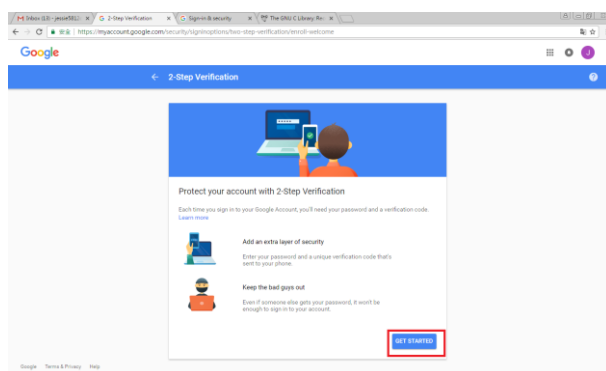 Inbox (13) - jessie5811
2-Step Verification
Sign-in & security
The GNU C Library: Re
https://myaccount.google.com/security/signinoptions/two-step-verification/enroll-welcome
Google
J
2-Step Verification
Protect your account with 2-Step Verification
Each time you sign in to your Google Account, you'll need your password and a verification code.
Learn more
Add an extra layer of security
Enter your password and a unique verification code that's
sent to your phone.
Keep the bad guys out
Even if someone else gets your password, it won't be
enough to sign in to your account.
GET STARTED
Google Terms & Privacy Help